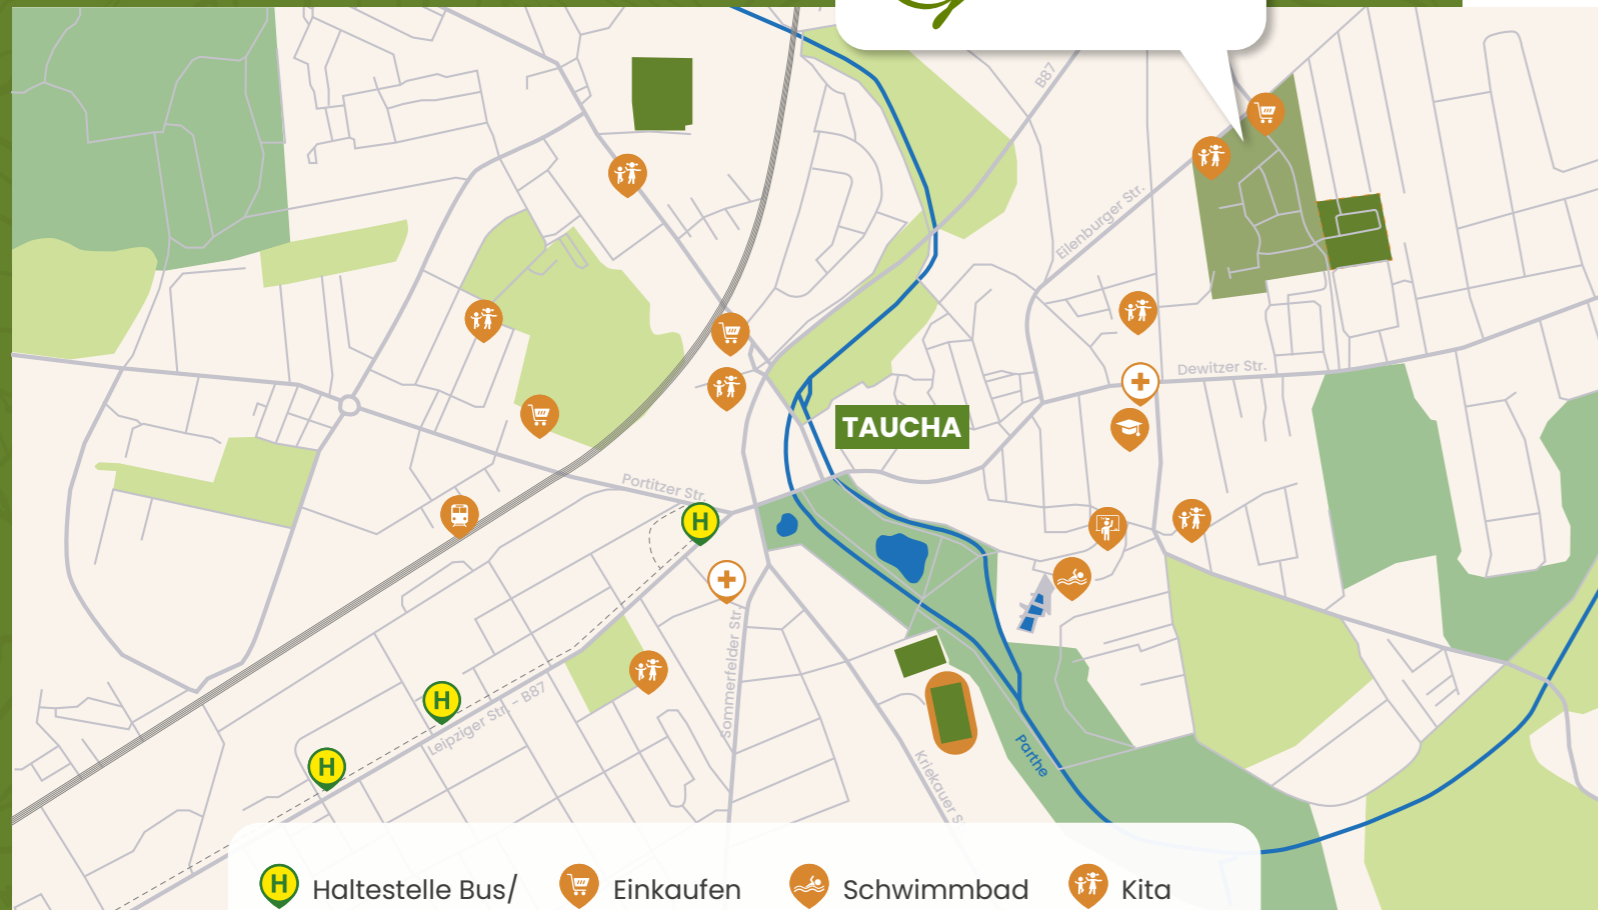 B87
Eilenburger Str.
Dewitzer Str.
TAUCHA
Portitzer Str.
H
Sommerfelder Str.
H
Leipziger Str. - B87
H
Parthe
Kriekauer S
H Haltestelle Bus/ Einkaufen Schwimmbad Kita